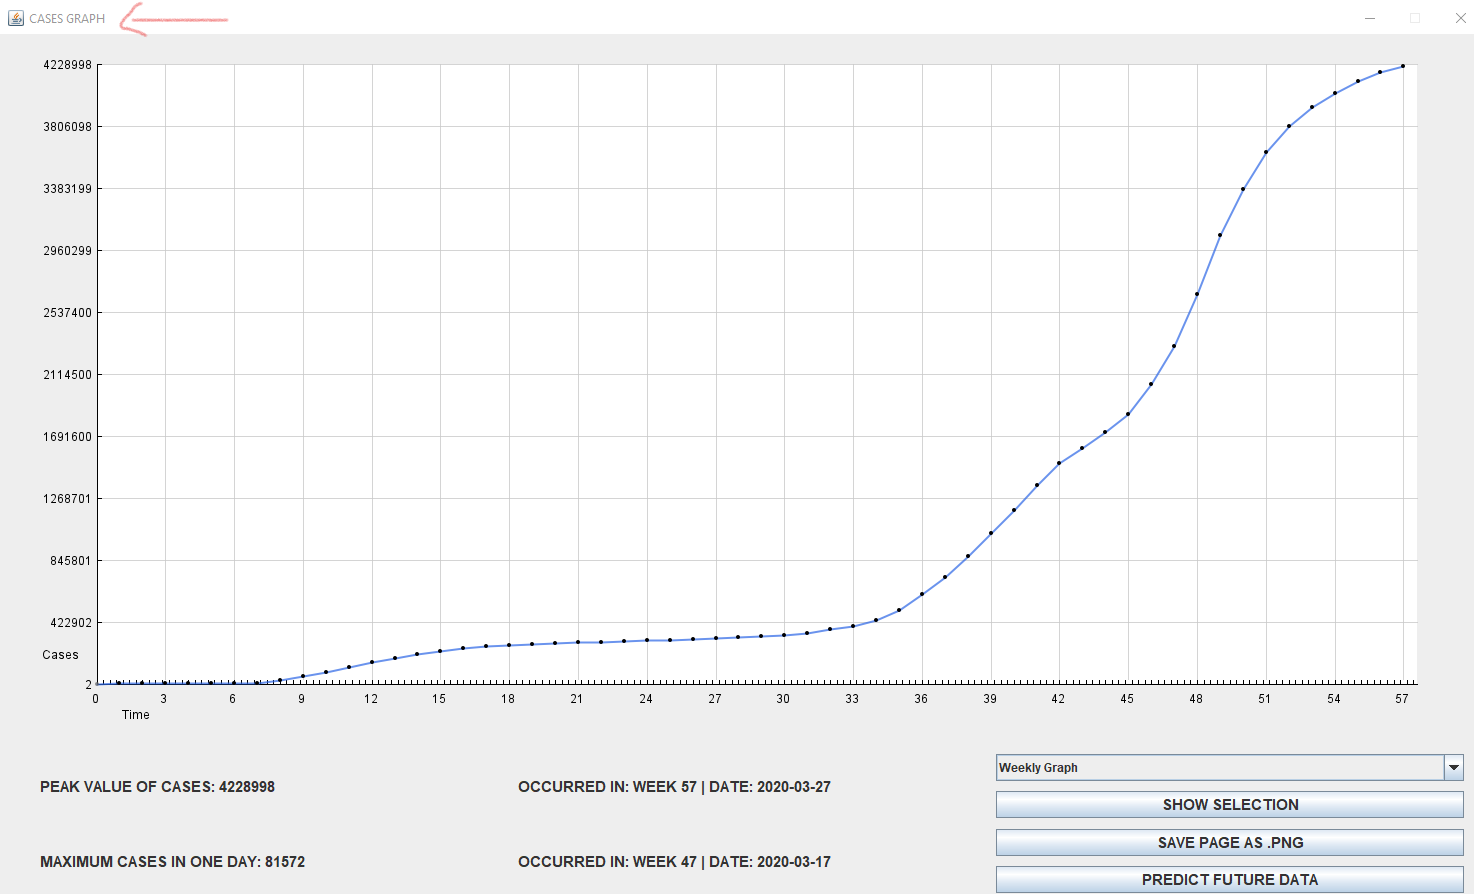 CASES GRAPH
4228998
3806098
3383199
2960299
2537400
2114500
1691600
1268701
845801
422902
Cases
2
0 3 6 9 12 15 18 21 24 27 30 33 36 39 42 45 48 51 54 57
Time
Weekly Graph
PEAK VALUE OF CASES: 4228998 OCCURRED IN: WEEK 57 | DATE: 2020-03-27
SHOW SELECTION
SAVE PAGE AS .PNG
MAXIMUM CASES IN ONE DAY: 81572 OCCURRED IN: WEEK 47 | DATE: 2020-03-17
PREDICT FUTURE DATA